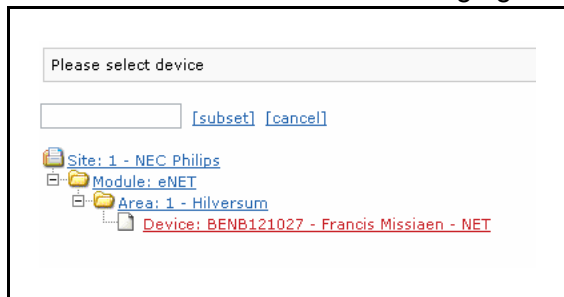 Please select device
[subset] [cancel]
Site: 1 - NEC Philips
Module: eNET
Area: 1 - Hilversum
Device: BENB121027 - Francis Missiaen - NET